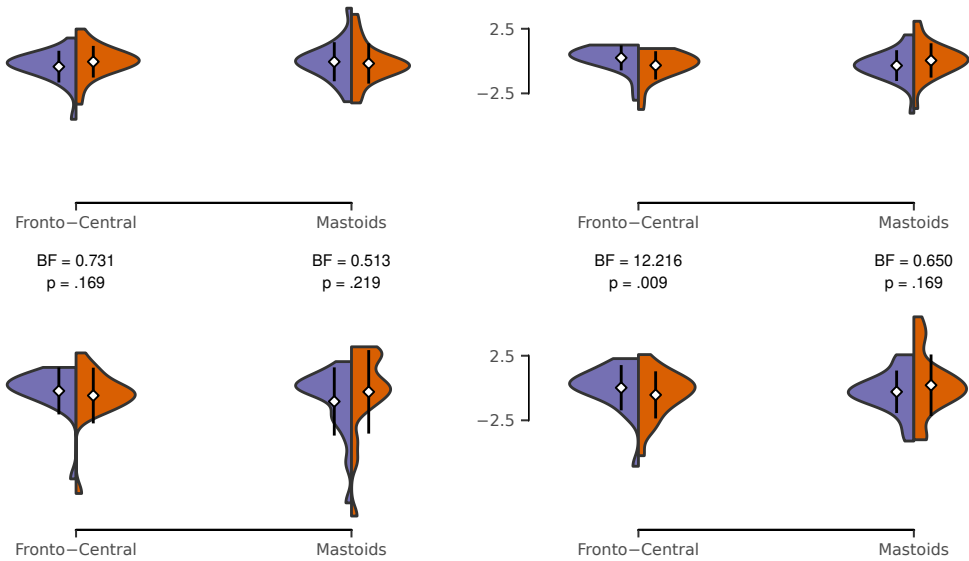 2.5
−2.5
Fronto−Central Mastoids Fronto−Central Mastoids
BF = 0.731 BF = 0.513 BF = 12.216 BF = 0.650
p = .169 p = .219 p = .009 p = .169
2.5
−2.5
Fronto−Central Mastoids Fronto−Central Mastoids